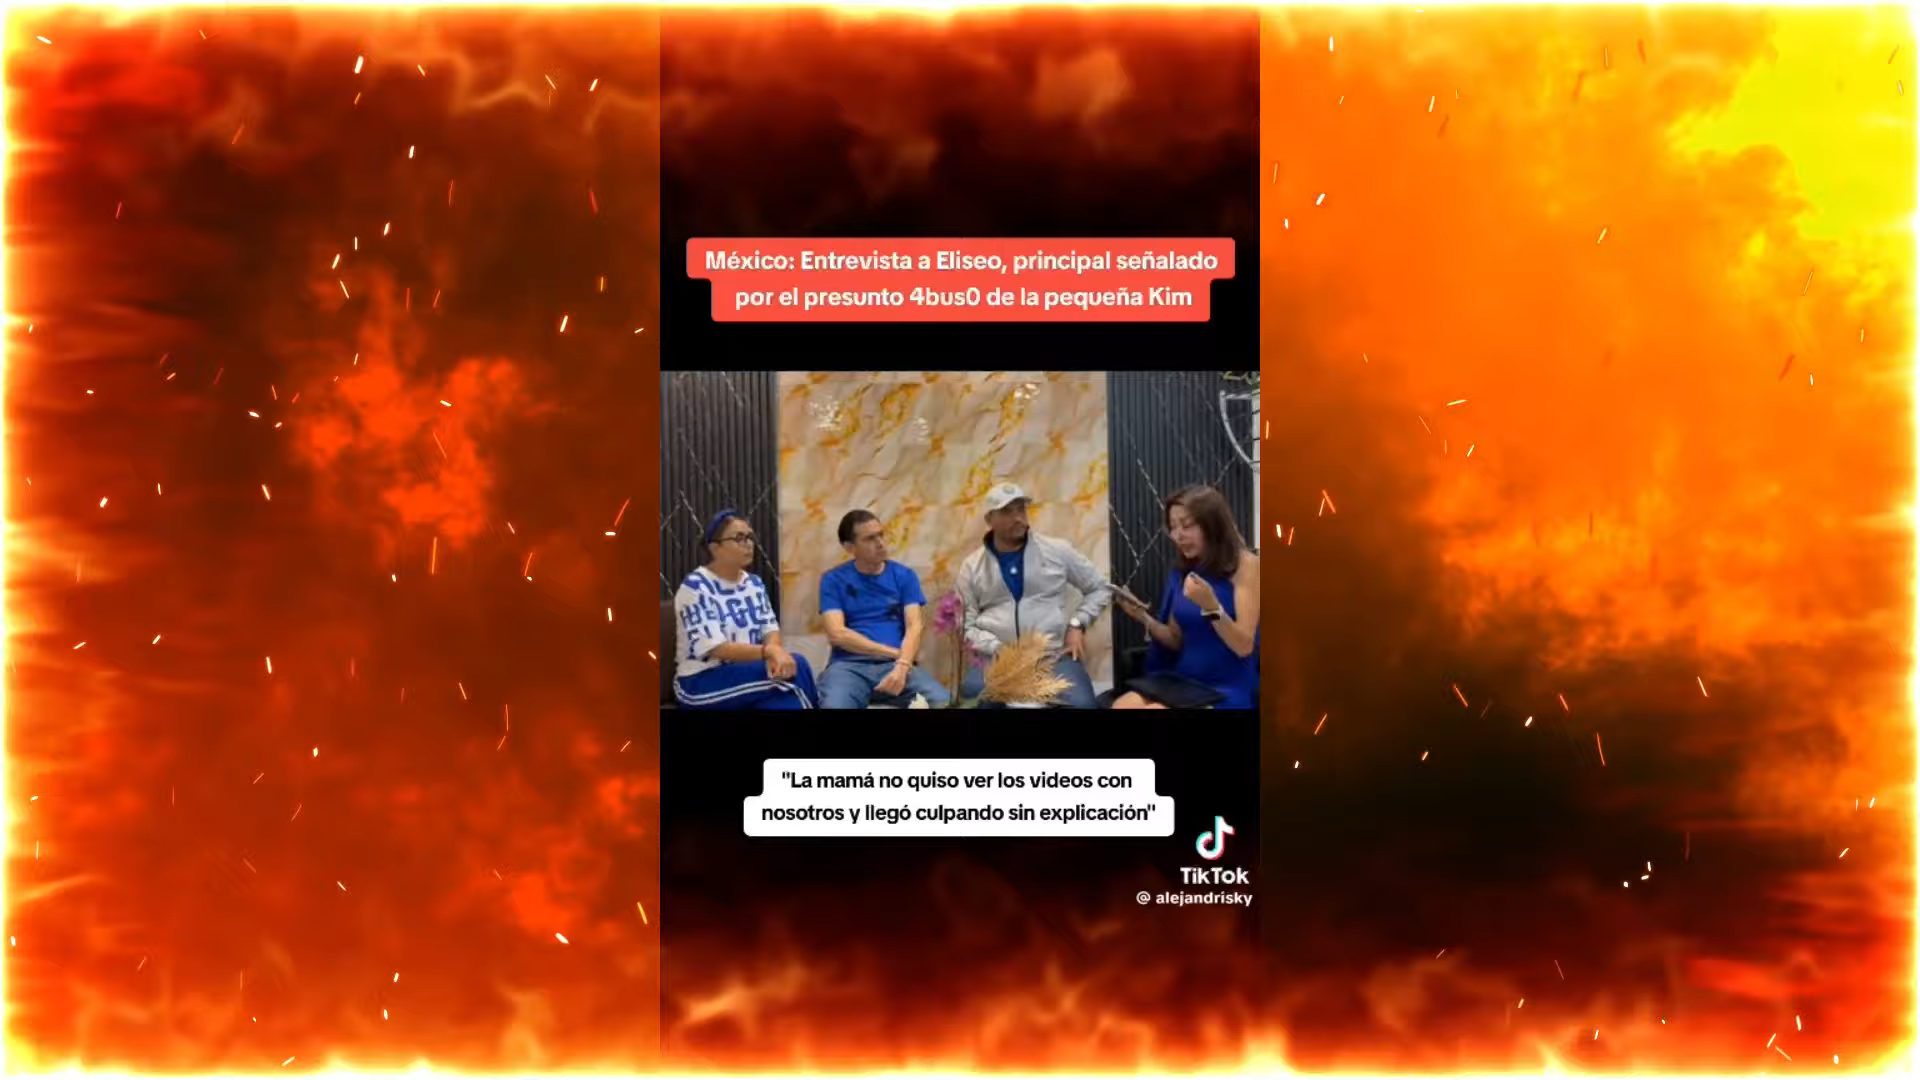 México: Entrevista a Eliseo, principal señalado
por el presunto 4bus0 de la pequeña Kim
"La mamá no quiso ver los videos con
nosotros y llegó culpando sin explicación"
TikTok
@ alejandrisky